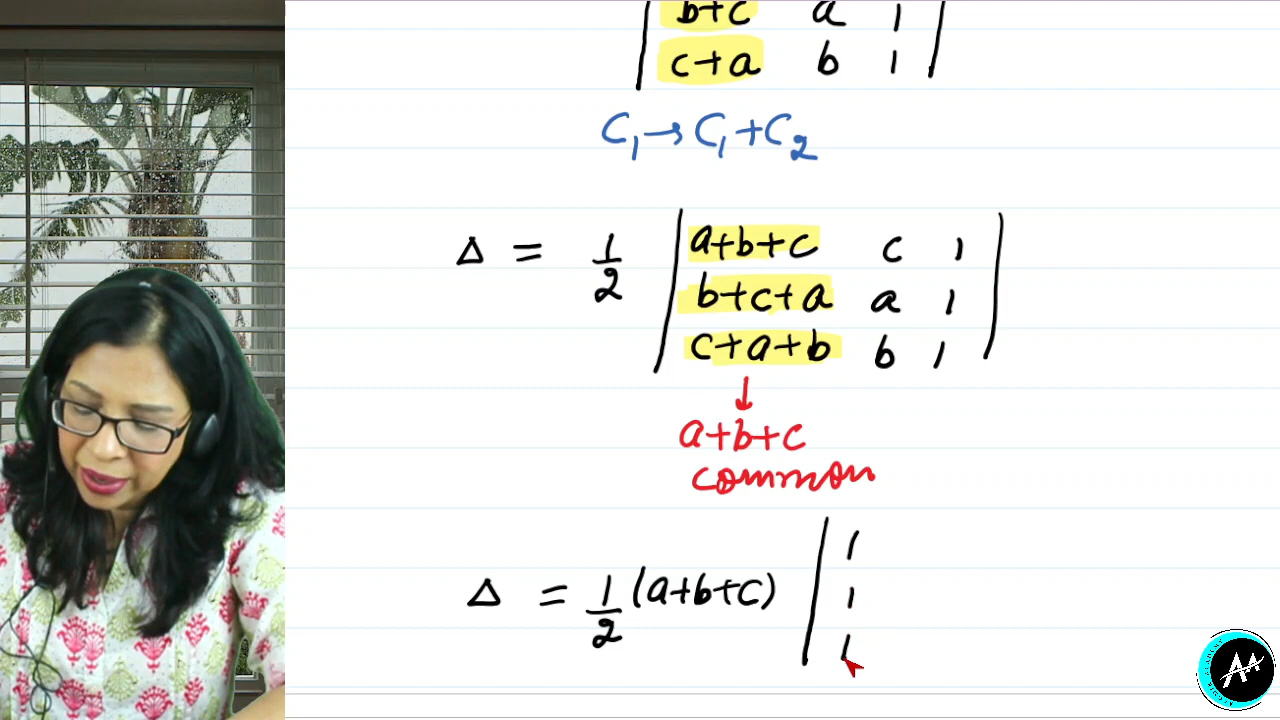 b+c a 1
c+a b 1
C₁→C₁+C₂
Δ = 1/2 | a+b+c c 1 |
| b+c+a a 1 |
| c+a+b b 1 |
↓
a+b+c
common
Δ = 1/2 (a+b+c) | 1
1
1
A+